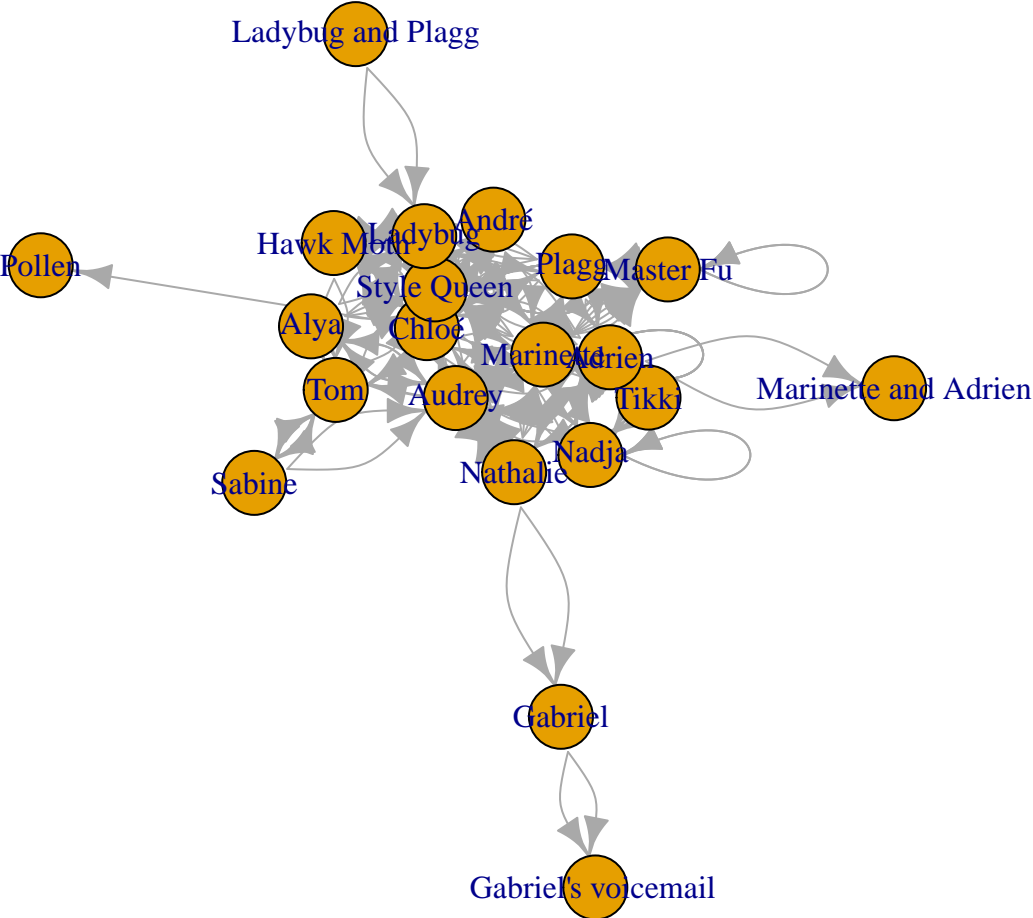 Ladybug and Plagg
André
Ladybug
Hawk Moth
Plagg
Pollen
Master Fu
Style Queen
Alya
Chloé
Marinette
Adrien
Tom
Marinette and Adrien
Audrey
Tikki
Nadja
Nathalie
Sabine
Gabriel
Gabriel's voicemail